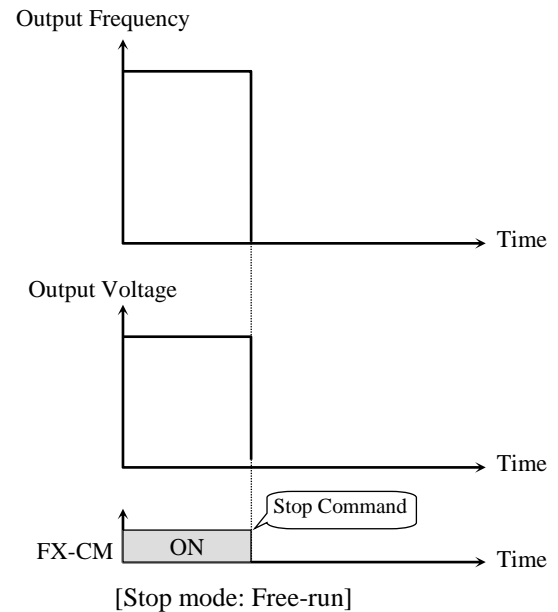 Output Frequency
Time
Output Voltage
Time
Stop Command
FX-CM
ON
Time
[Stop mode: Free-run]